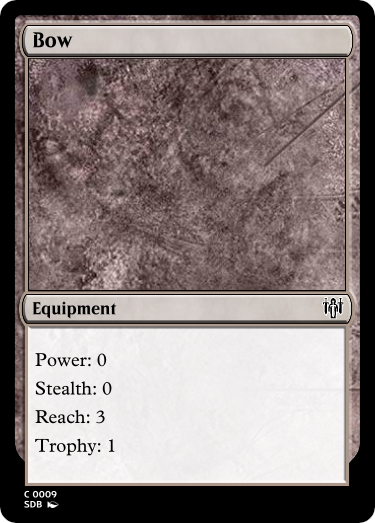 Bow
Equipment
Power: 0
Stealth: 0
Reach: 3
Trophy: 1
C 0009
SDB